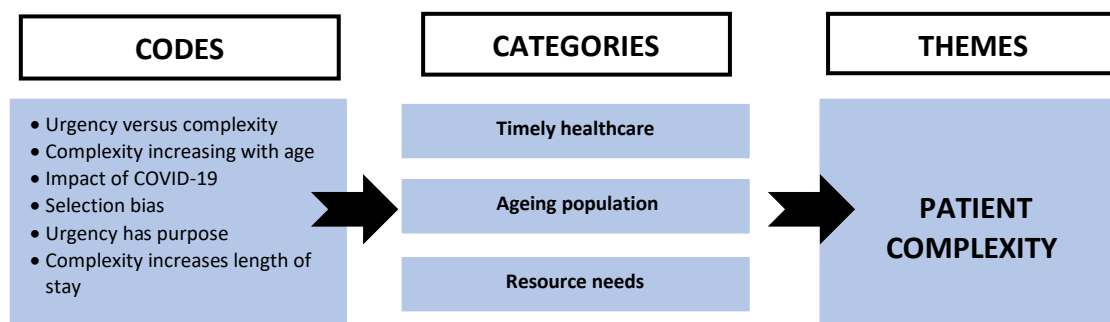 CODES
CATEGORIES
THEMES
• Urgency versus complexity
• Complexity increasing with age
• Impact of COVID-19
• Selection bias
• Urgency has purpose
• Complexity increases length of
stay
Timely healthcare
Ageing population
Resource needs
PATIENT
COMPLEXITY